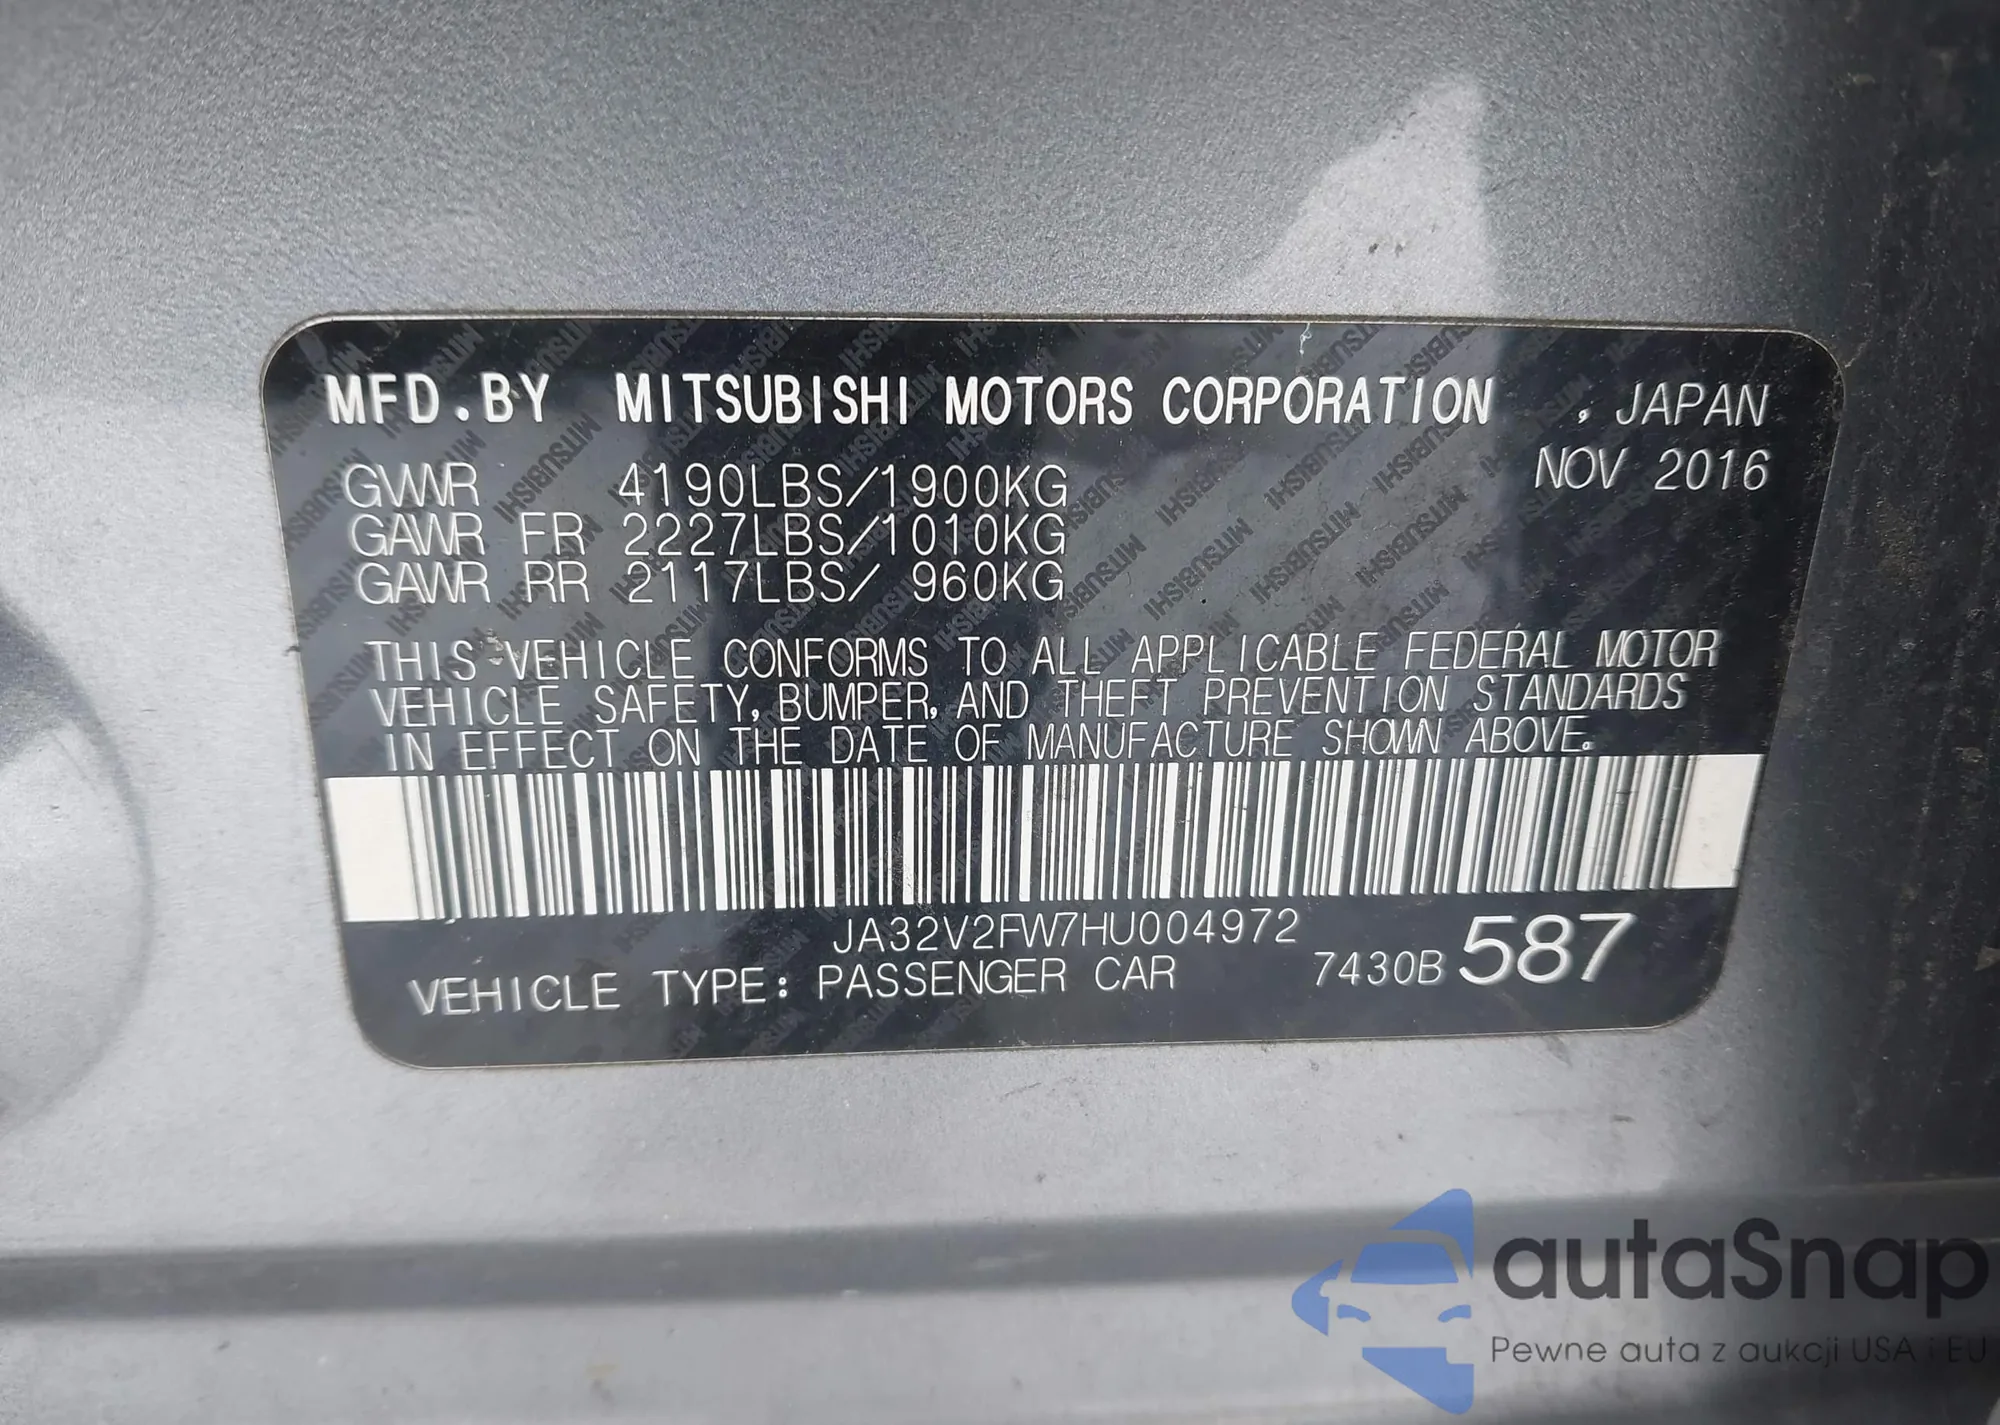 MFD.BY MITSUBISHI MOTORS CORPORATION , JAPAN
NOV 2016
GVWR 4190LBS/1900KG
GAWR FR 2227LBS/1010KG
GAWR RR 2117LBS/ 960KG
THIS VEHICLE CONFORMS TO ALL APPLICABLE FEDERAL MOTOR
VEHICLE SAFETY, BUMPER, AND THEFT PREVENTION STANDARDS
IN EFFECT ON THE DATE OF MANUFACTURE SHOWN ABOVE.
JA32V2FW7HU004972
VEHICLE TYPE: PASSENGER CAR 7430B 587
autaSnap
Pewne auta z aukcji USA i EU